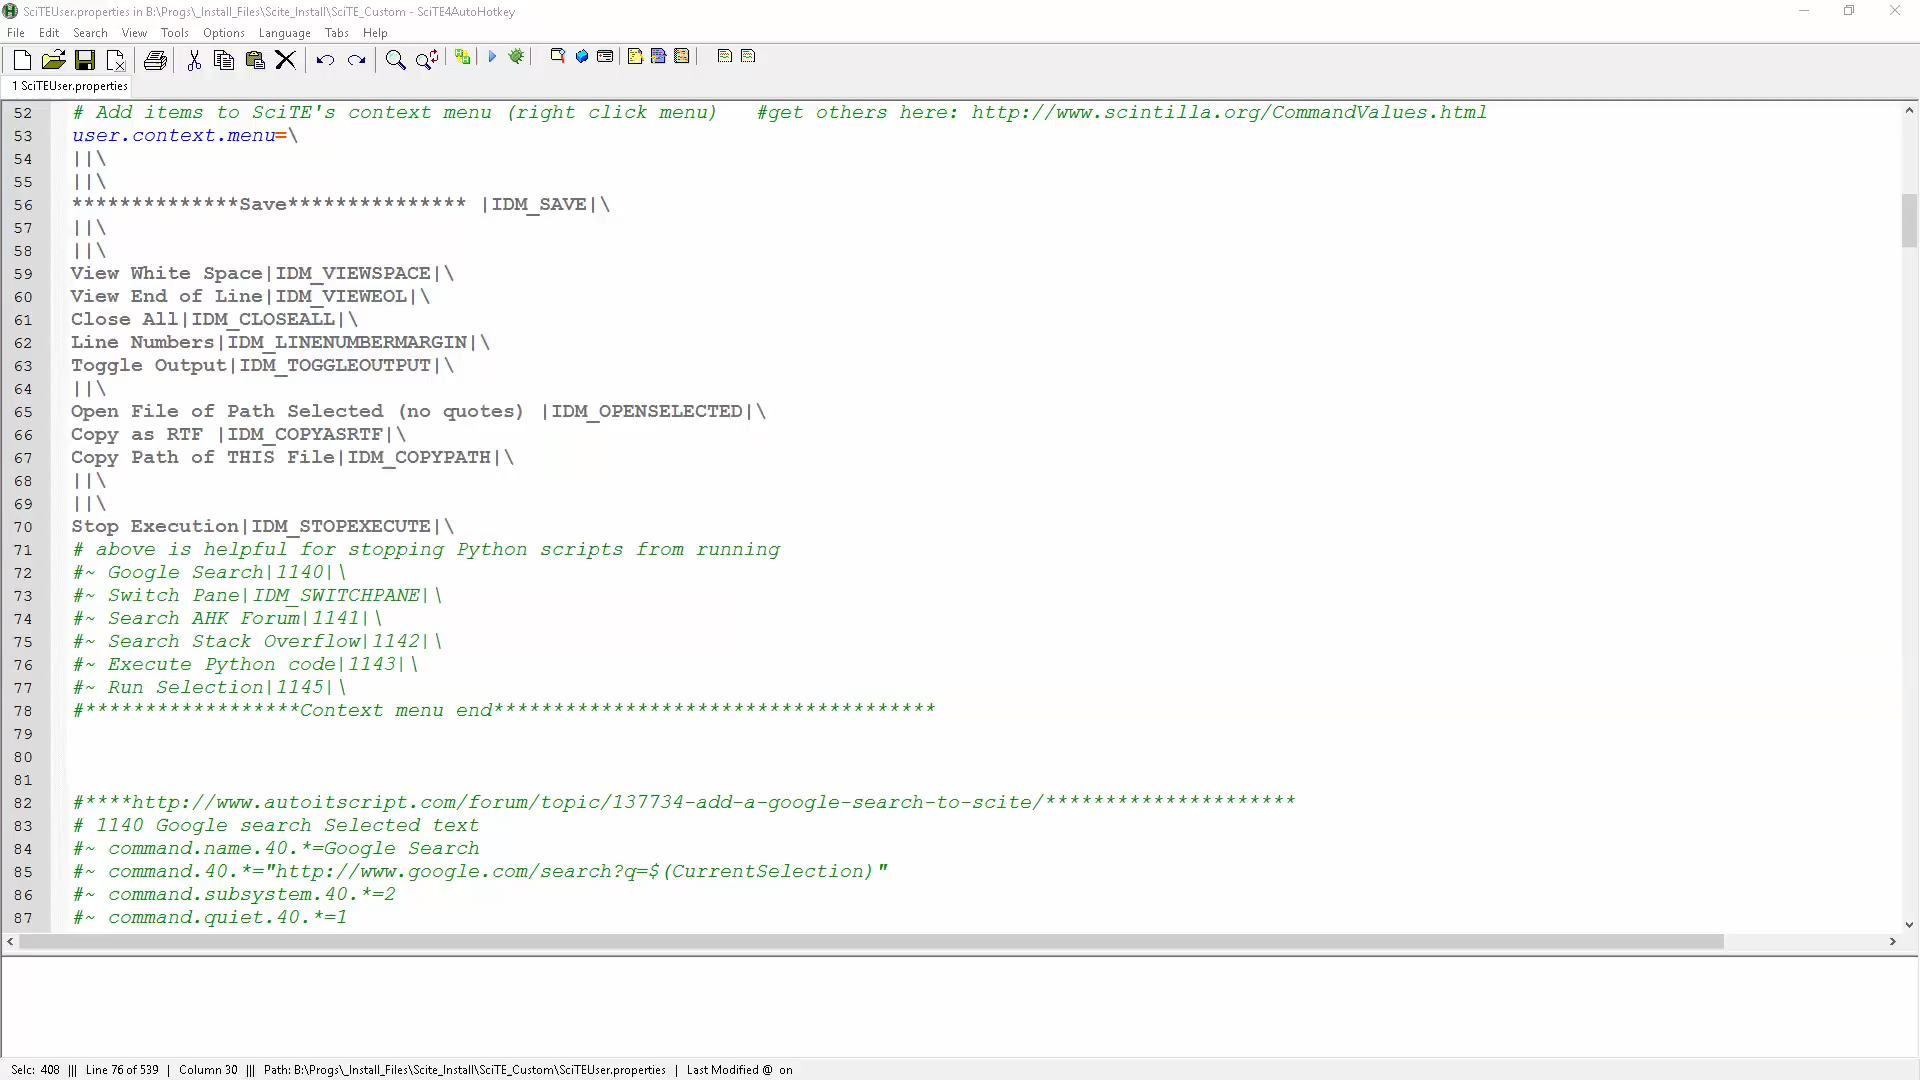 SciTEUser.properties in B:\Progs\_Install_Files\Scite_Install\SciTE_Custom - SciTE4AutoHotkey
File Edit Search View Tools Options Language Tabs Help
1 SciTEUser.properties
52 # Add items to SciTE's context menu (right click menu) #get others here: http://www.scintilla.org/CommandValues.html
53 user.context.menu=\
54 ||\
55 ||\
56 **************Save*************** |IDM_SAVE|\
57 ||\
58 ||\
59 View White Space|IDM_VIEWSPACE|\
60 View End of Line|IDM_VIEWEOL|\
61 Close All|IDM_CLOSEALL|\
62 Line Numbers|IDM_LINENUMBERMARGIN|\
63 Toggle Output|IDM_TOGGLEOUTPUT|\
64 ||\
65 Open File of Path Selected (no quotes) |IDM_OPENSELECTED|\
66 Copy as RTF |IDM_COPYASRTF|\
67 Copy Path of THIS File|IDM_COPYPATH|\
68 ||\
69 ||\
70 Stop Execution|IDM_STOPEXECUTE|\
71 # above is helpful for stopping Python scripts from running
72 #~ Google Search|1140|\
73 #~ Switch Pane|IDM_SWITCHPANE|\
74 #~ Search AHK Forum|1141|\
75 #~ Search Stack Overflow|1142|\
76 #~ Execute Python code|1143|\
77 #~ Run Selection|1145|\
78 #******************Context menu end*************************************
79
80
81
82 #****http://www.autoitscript.com/forum/topic/137734-add-a-google-search-to-scite/*********************
83 # 1140 Google search Selected text
84 #~ command.name.40.*=Google Search
85 #~ command.40.*="http://www.google.com/search?q=$(CurrentSelection)"
86 #~ command.subsystem.40.*=2
87 #~ command.quiet.40.*=1
Selc: 408 ||| Line 76 of 539 | Column 30 ||| Path: B:\Progs\_Install_Files\Scite_Install\SciTE_Custom\SciTEUser.properties | Last Modified @ on